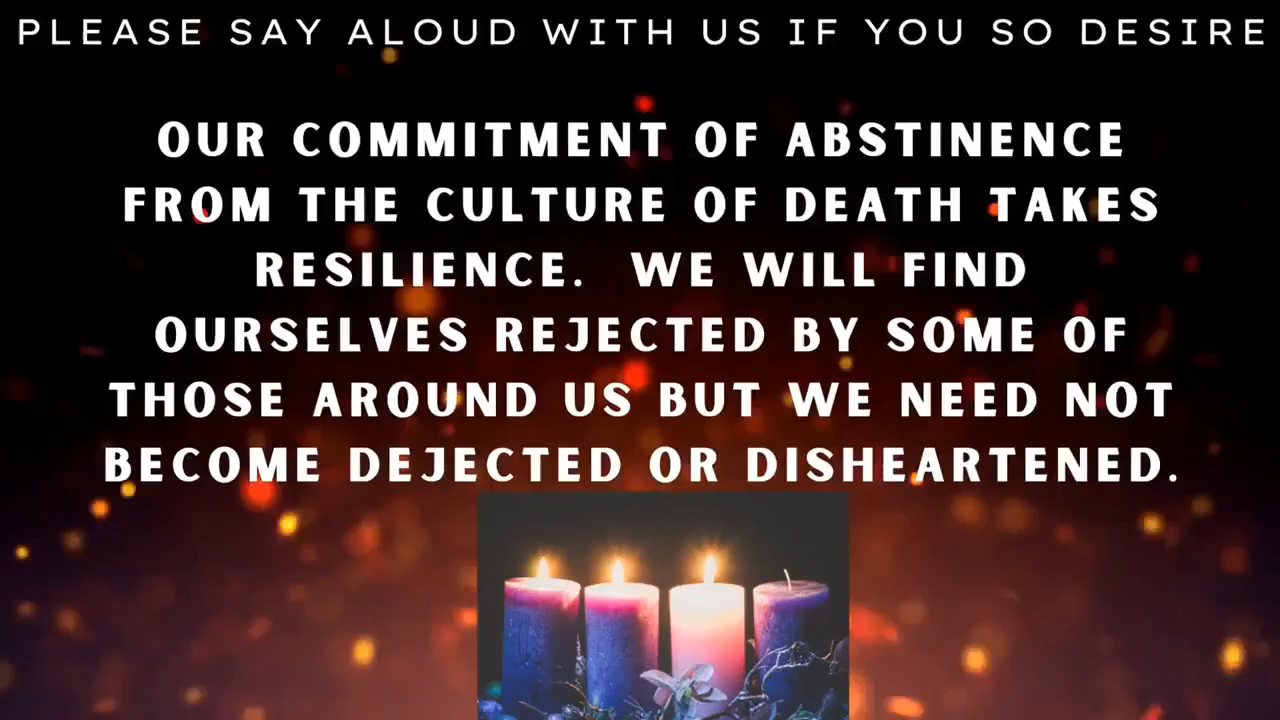 PLEASE SAY ALOUD WITH US IF YOU SO DESIRE
OUR COMMITMENT OF ABSTINENCE
FROM THE CULTURE OF DEATH TAKES
RESILIENCE. WE WILL FIND
OURSELVES REJECTED BY SOME OF
THOSE AROUND US BUT WE NEED NOT
BECOME DEJECTED OR DISHEARTENED.